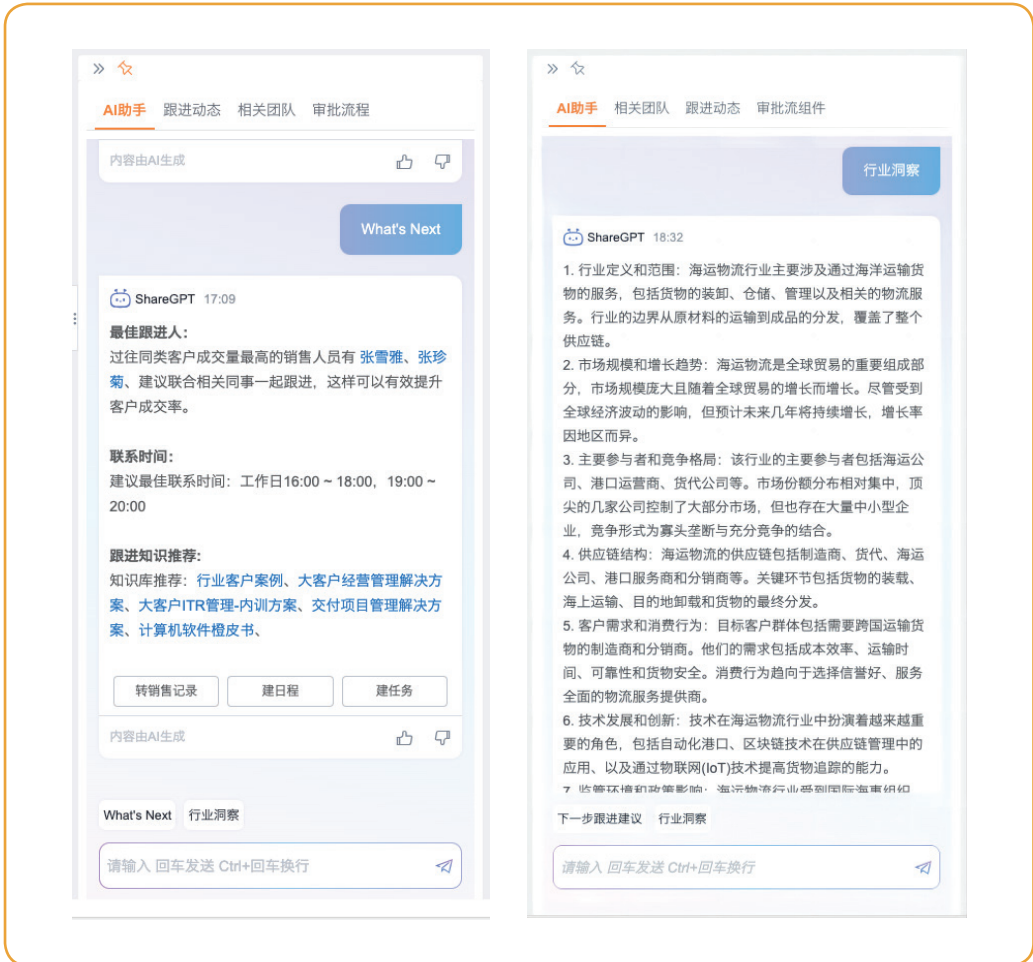 AI助手 跟进动态 相关团队 审批流程
内容由AI生成
What's Next
ShareGPT 17:09
最佳跟进人：
过往同类客户成交量最高的销售人员有 张雪雅、张珍
菊、建议联合相关同事一起跟进，这样可以有效提升
客户成交率。
联系时间：
建议最佳联系时间：工作日16:00 ~ 18:00，19:00 ~
20:00
跟进知识推荐：
知识库推荐：行业客户案例、大客户经营管理解决方
案、大客户ITR管理-内训方案、交付项目管理解决方
案、计算机软件橙皮书、
转销售记录 建日程 建任务
内容由AI生成
What's Next 行业洞察
请输入 回车发送 Ctrl+回车换行
AI助手 相关团队 跟进动态 审批流组件
行业洞察
ShareGPT 18:32
1. 行业定义和范围：海运物流行业主要涉及通过海洋运输货
物的服务，包括货物的装卸、仓储、管理以及相关的物流服
务。行业的边界从原材料的运输到成品的分发，覆盖了整个
供应链。
2. 市场规模和增长趋势：海运物流是全球贸易的重要组成部
分，市场规模庞大且随着全球贸易的增长而增长。尽管受到
全球经济波动的影响，但预计未来几年将持续增长，增长率
因地区而异。
3. 主要参与者和竞争格局：该行业的主要参与者包括海运公
司、港口运营商、货代公司等。市场份额分布相对集中，顶
尖的几家公司控制了大部分市场，但也存在大量中小型企
业，竞争形式为寡头垄断与充分竞争的结合。
4. 供应链结构：海运物流的供应链包括制造商、货代、海运
公司、港口服务商和分销商等。关键环节包括货物的装载、
海上运输、目的地卸载和货物的最终分发。
5. 客户需求和消费行为：目标客户群体包括需要跨国运输货
物的制造商和分销商。他们的需求包括成本效率、运输时
间、可靠性和货物安全。消费行为趋向于选择信誉好、服务
全面的物流服务提供商。
6. 技术发展和创新：技术在海运物流行业中扮演着越来越重
要的角色，包括自动化港口、区块链技术在供应链管理中的
应用、以及通过物联网(IoT)技术提高货物追踪的能力。
7. 监管环境和政策影响：海运物流行业受到国际海事组织
下一步跟进建议 行业洞察
请输入 回车发送 Ctrl+回车换行